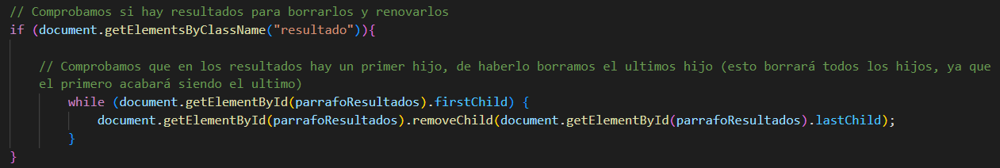 // Comprobamos si hay resultados para borrarlos y renovarlos
if (document.getElementsByClassName("resultado")){
// Comprobamos que en los resultados hay un primer hijo, de haberlo borramos el ultimos hijo (esto borrará todos los hijos, ya que
el primero acabará siendo el ultimo)
while (document.getElementById(parrafoResultados).firstChild) {
document.getElementById(parrafoResultados).removeChild(document.getElementById(parrafoResultados).lastChild);
}
}